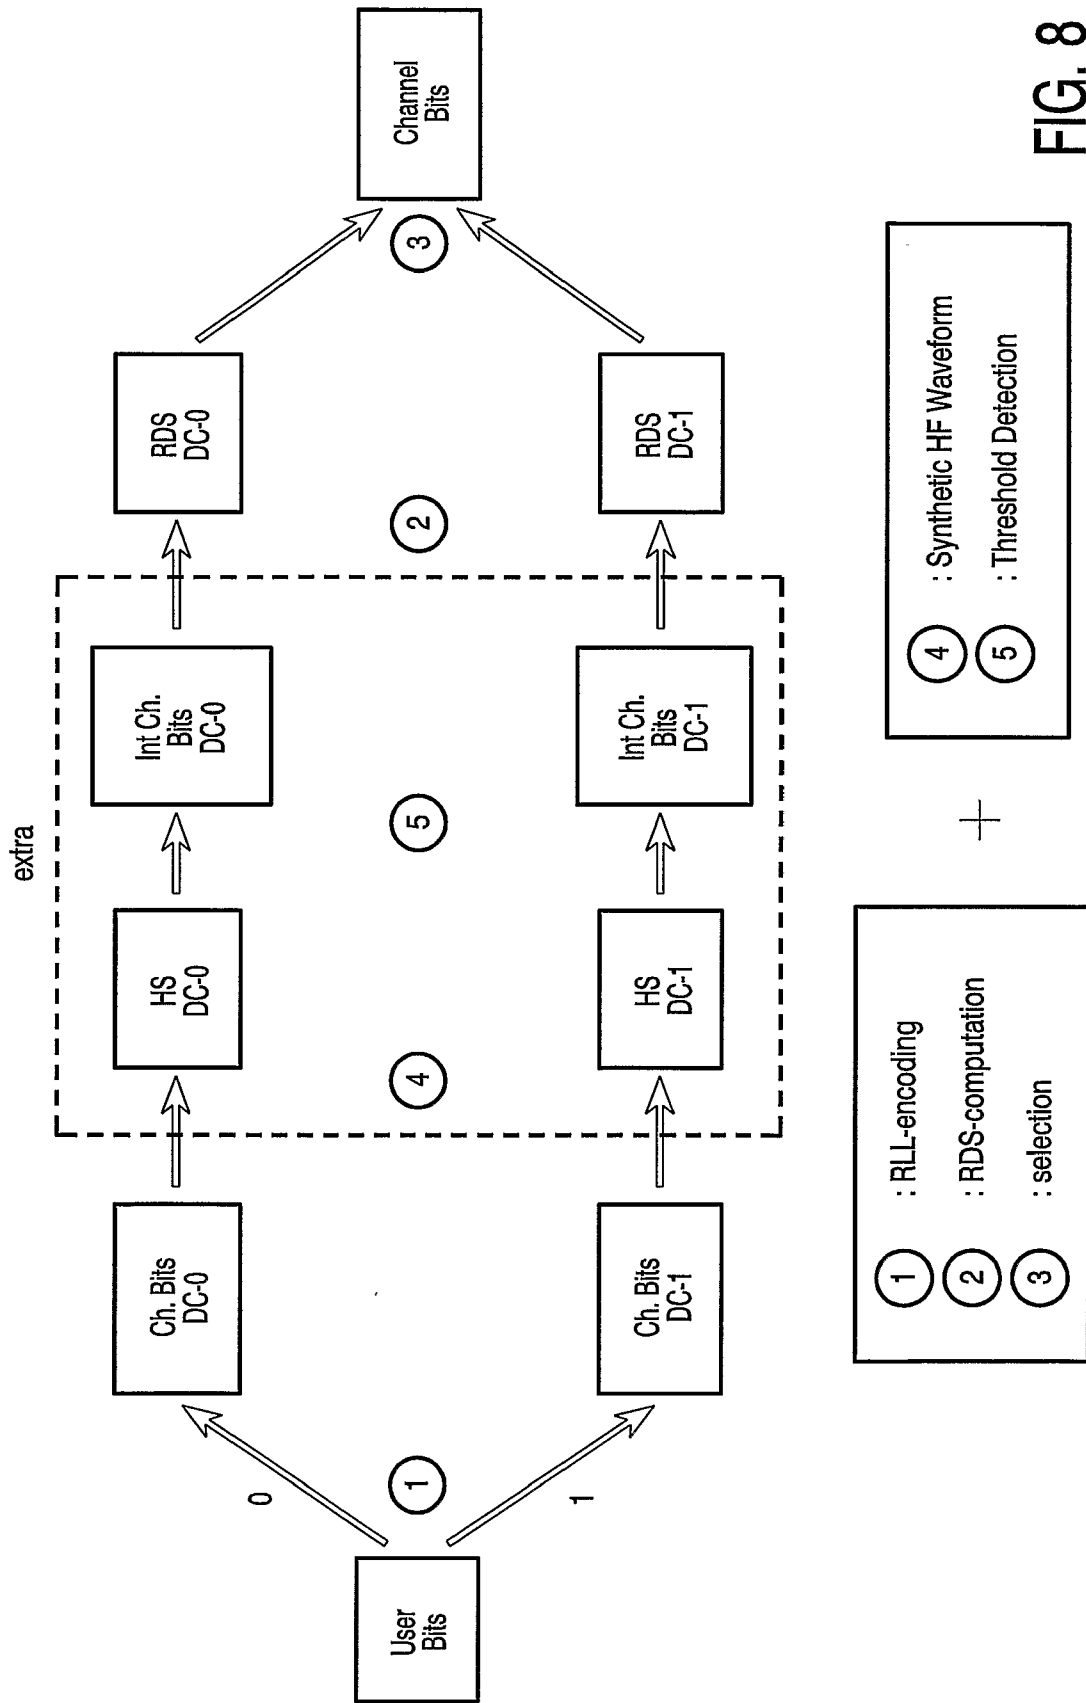 extra
User
Bits
0
1
1
Ch. Bits
DC-0
Ch. Bits
DC-1
4
HS
DC-0
HS
DC-1
5
Int Ch.
Bits
DC-0
Int Ch.
Bits
DC-1
2
RDS
DC-0
RDS
DC-1
3
Channel
Bits
1 : RLL-encoding
2 : RDS-computation
3 : selection
+
4 : Synthetic HF Waveform
5 : Threshold Detection
FIG. 8